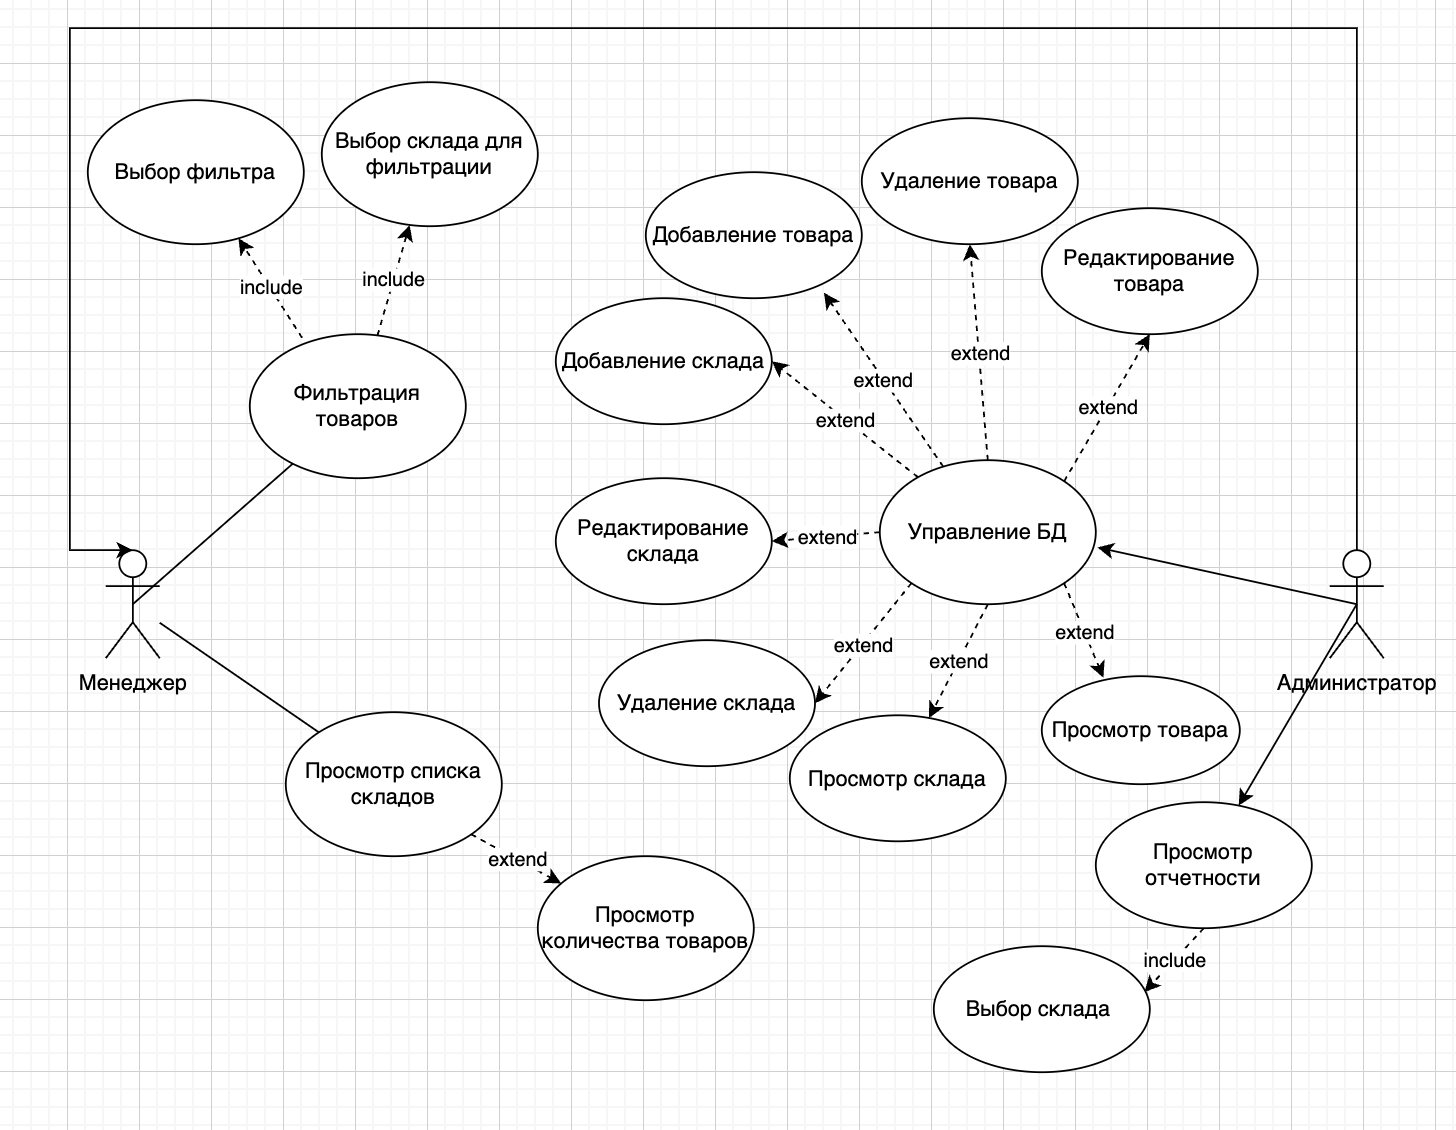 Выбор фильтра
Выбор склада для
фильтрации
include
include
Фильтрация
товаров
Менеджер
Просмотр списка
складов
extend
Просмотр
количества товаров
Удаление товара
Добавление товара
Редактирование
товара
Добавление склада
extend
extend
extend
extend
Управление БД
Редактирование
склада
extend
extend
extend
extend
Удаление склада
Просмотр склада
Просмотр товара
Администратор
Просмотр
отчетности
include
Выбор склада